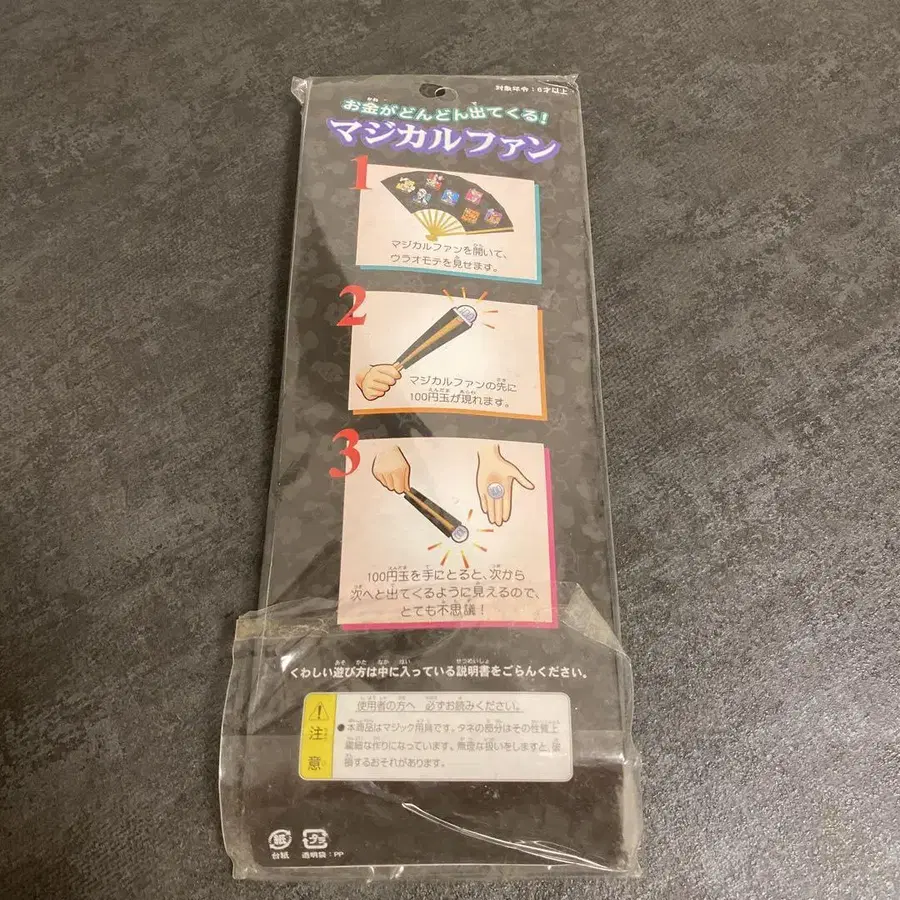 対象年令:6才以上
お金がどんどん出てくる!
マジカルファン
1
マジカルファンを開いて、
ウラオモテを見せます。
2
マジカルファンの先に
100円玉が現れます。
3
100円玉を手にとると、次から
次へと出てくるように見えるので、
とても不思議!
くわしい遊び方は中に入っている説明書をごらんください。
注意
使用者の方へ 必ずお読みください。
●本商品はマジック用具です。タネの部分はその性質上
繊細な作りになっています。無理な扱いをしますと、破
損するおそれがあります。
紙
台紙
プラ
透明袋:PP